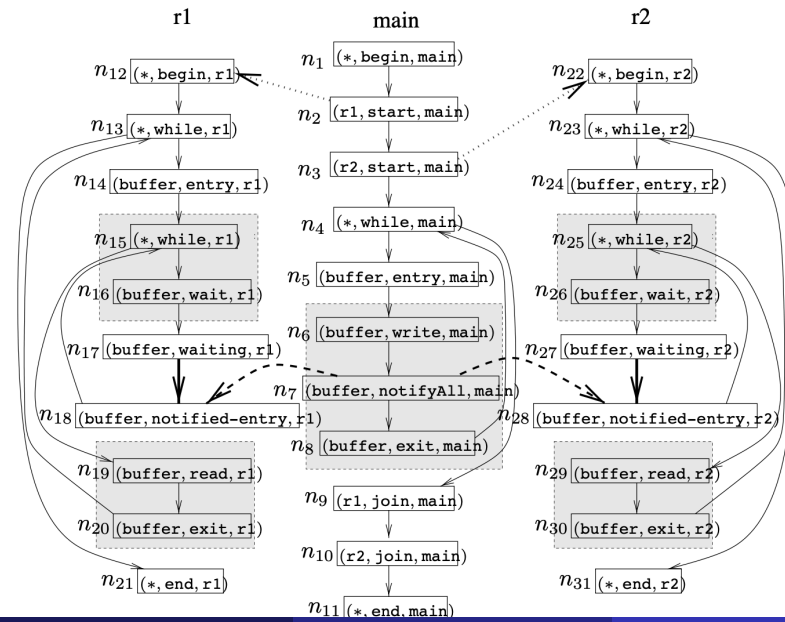 r1
main
r2
n1 (*,begin,main)
n12 (*,begin,r1)
n22 (*,begin,r2)
n2 (r1,start,main)
n13 (*,while,r1)
n23 (*,while,r2)
n3 (r2,start,main)
n14 (buffer,entry,r1)
n24 (buffer,entry,r2)
n4 (*,while,main)
n15 (*,while,r1)
n25 (*,while,r2)
n5 (buffer,entry,main)
n16 (buffer,wait,r1)
n26 (buffer,wait,r2)
n6 (buffer,write,main)
n17 (buffer,waiting,r1)
n27 (buffer,waiting,r2)
n7 (buffer,notifyAll,main)
n18 (buffer,notified-entry,r1)
n28 (buffer,notified-entry,r2)
n8 (buffer,exit,main)
n19 (buffer,read,r1)
n29 (buffer,read,r2)
n9 (r1,join,main)
n20 (buffer,exit,r1)
n30 (buffer,exit,r2)
n10 (r2,join,main)
n21 (*,end,r1)
n31 (*,end,r2)
n11 (*,end,main)